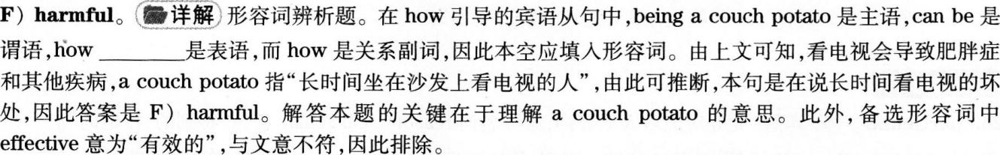 F）harmful。详解 形容词辨析题。在 how 引导的宾语从句中,being a couch potato 是主语,can be 是
谓语,how ________是表语,而 how 是关系副词,因此本空应填入形容词。由上文可知,看电视会导致肥胖症
和其他疾病,a couch potato 指“长时间坐在沙发上看电视的人”,由此可推断,本句是在说长时间看电视的坏
处,因此答案是 F）harmful。解答本题的关键在于理解 a couch potato 的意思。此外,备选形容词中
effective 意为“有效的”,与文意不符,因此排除。